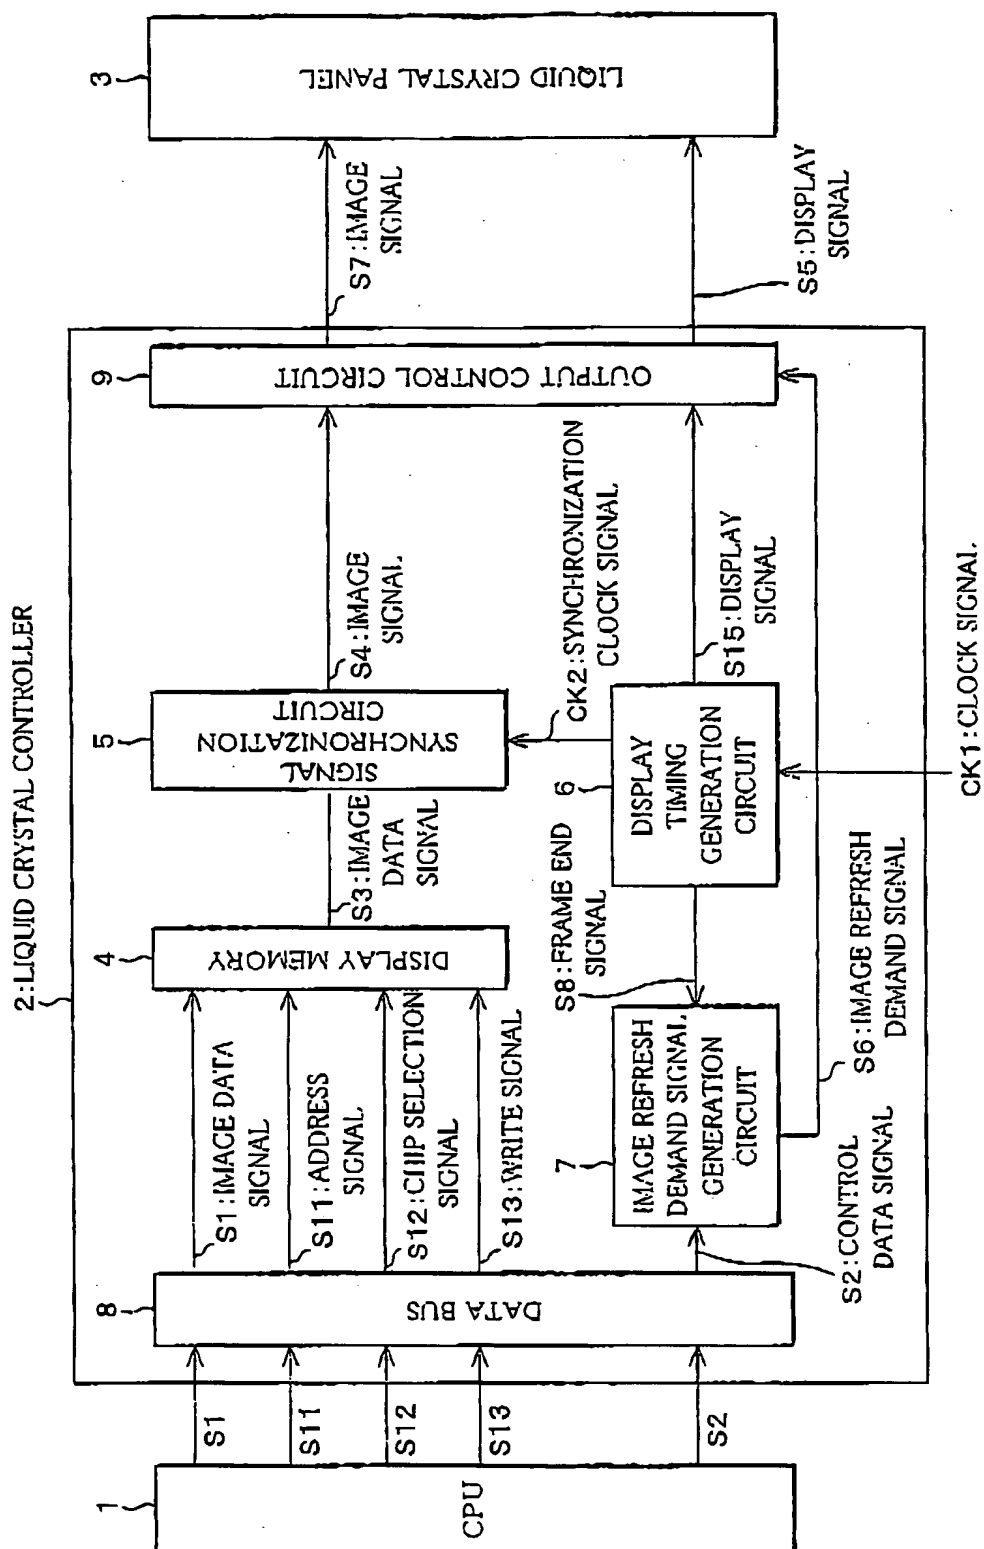 2:LIQUID CRYSTAL CONTROLLER
1
CPU
S1
S11
S12
S13
S2
8
DATA BUS
S1:IMAGE DATA
SIGNAL
S11:ADDRESS
SIGNAL
S12:CHIP SELECTION
SIGNAL
S13:WRITE SIGNAL
S2:CONTROL
DATA SIGNAL
4
DISPLAY MEMORY
7
IMAGE REFRESH
DEMAND SIGNAL
GENERATION
CIRCUIT
S3:IMAGE
DATA
SIGNAL
S8:FRAME END
SIGNAL
S6:IMAGE REFRESH
DEMAND SIGNAL
5
SIGNAL
SYNCHRONIZATION
CIRCUIT
6
DISPLAY
TIMING
GENERATION
CIRCUIT
CK1:CLOCK SIGNAL
S4:IMAGE
SIGNAL
CK2:SYNCHRONIZATION
CLOCK SIGNAL
S15:DISPLAY
SIGNAL
9
OUTPUT CONTROL CIRCUIT
S7:IMAGE
SIGNAL
S5:DISPLAY
SIGNAL
3
LIQUID CRYSTAL PANEL